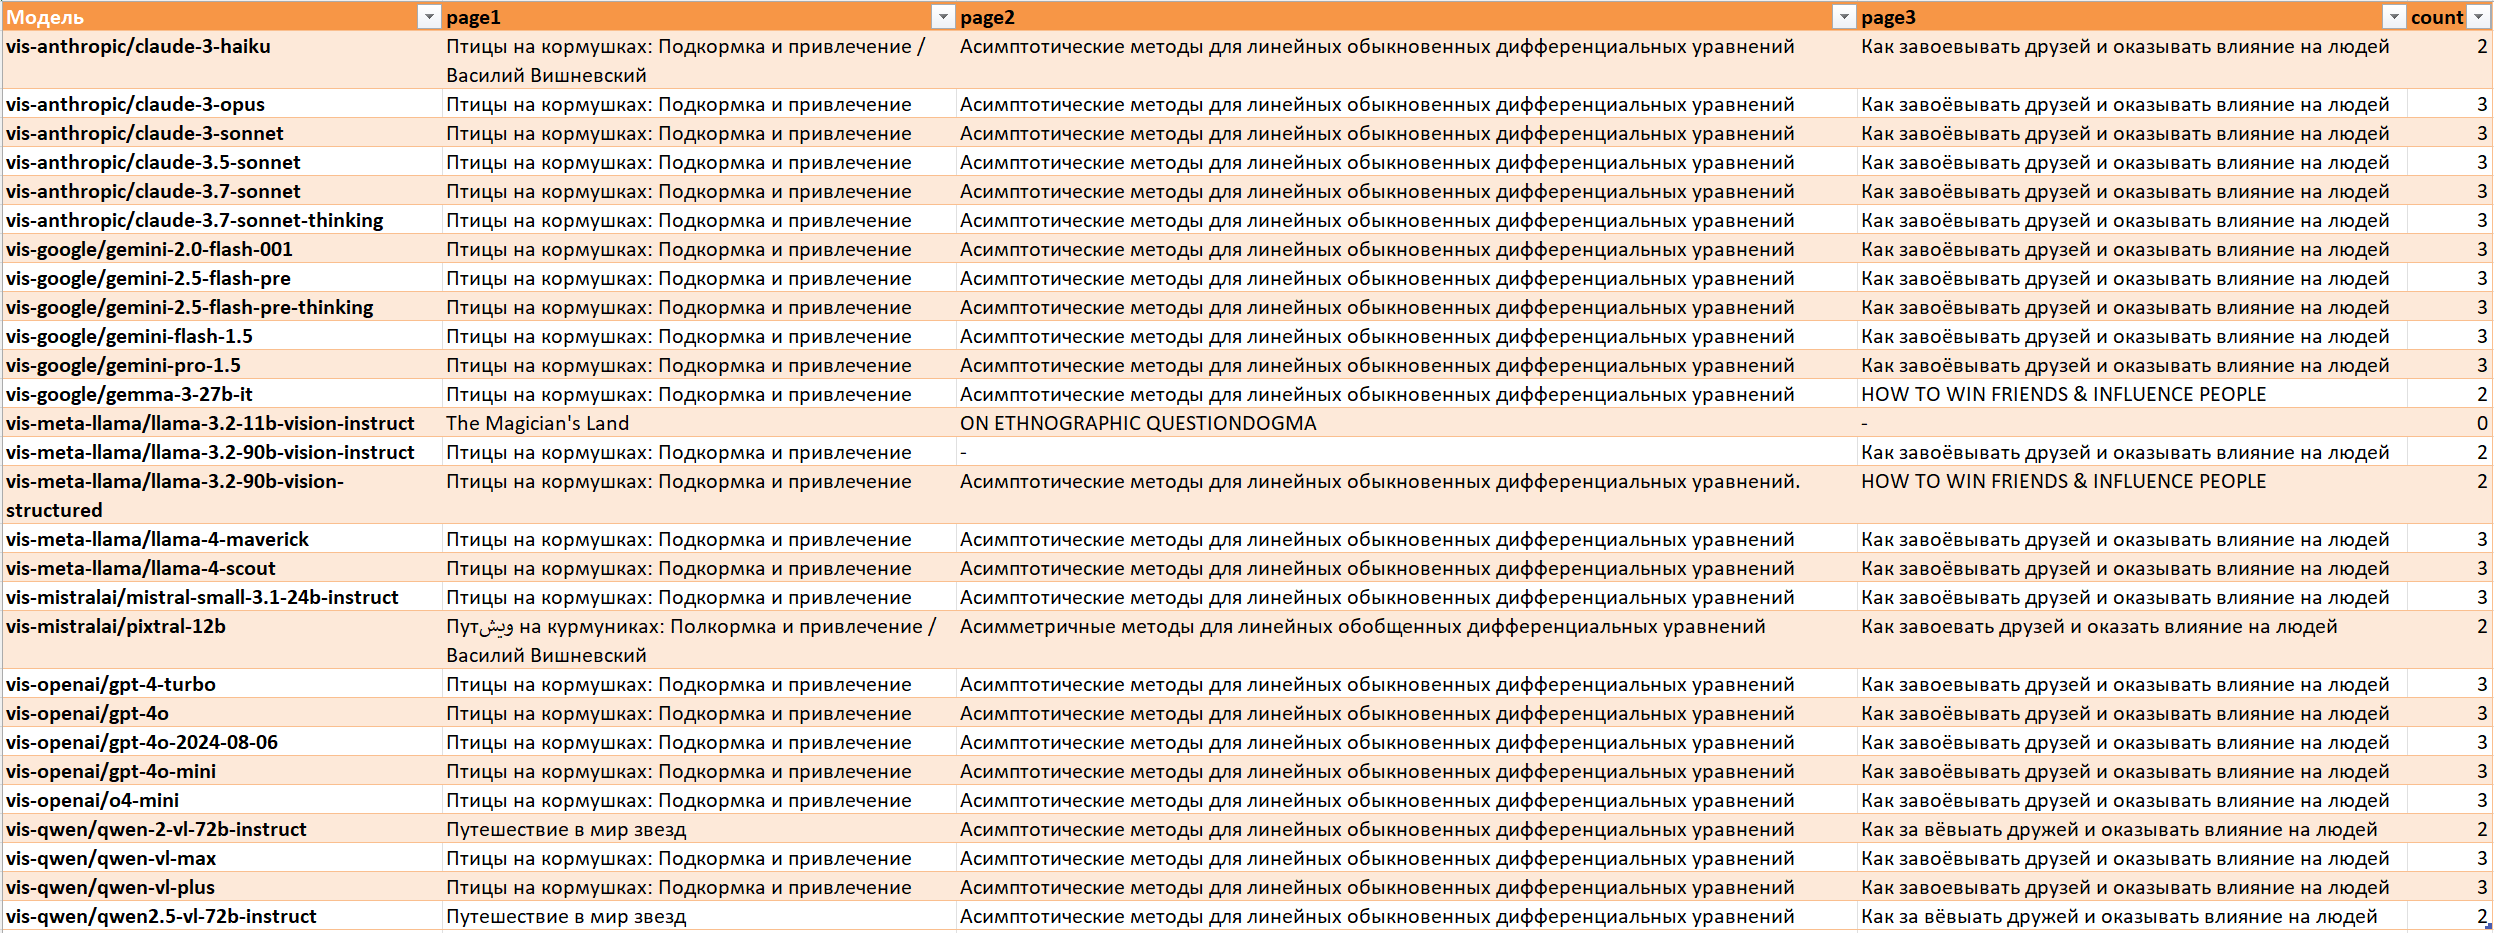 Модель page1 page2 page3 count
vis-anthropic/claude-3-haiku Птицы на кормушках: Подкормка и привлечение / Асимптотические методы для линейных обыкновенных дифференциальных уравнений Как завоевывать друзей и оказывать влияние на людей 2
Василий Вишневский
vis-anthropic/claude-3-opus Птицы на кормушках: Подкормка и привлечение Асимптотические методы для линейных обыкновенных дифференциальных уравнений Как завоёвывать друзей и оказывать влияние на людей 3
vis-anthropic/claude-3-sonnet Птицы на кормушках: Подкормка и привлечение Асимптотические методы для линейных обыкновенных дифференциальных уравнений Как завоёвывать друзей и оказывать влияние на людей 3
vis-anthropic/claude-3.5-sonnet Птицы на кормушках: Подкормка и привлечение Асимптотические методы для линейных обыкновенных дифференциальных уравнений Как завоёвывать друзей и оказывать влияние на людей 3
vis-anthropic/claude-3.7-sonnet Птицы на кормушках: Подкормка и привлечение Асимптотические методы для линейных обыкновенных дифференциальных уравнений Как завоёвывать друзей и оказывать влияние на людей 3
vis-anthropic/claude-3.7-sonnet-thinking Птицы на кормушках: Подкормка и привлечение Асимптотические методы для линейных обыкновенных дифференциальных уравнений Как завоёвывать друзей и оказывать влияние на людей 3
vis-google/gemini-2.0-flash-001 Птицы на кормушках: Подкормка и привлечение Асимптотические методы для линейных обыкновенных дифференциальных уравнений Как завоёвывать друзей и оказывать влияние на людей 3
vis-google/gemini-2.5-flash-pre Птицы на кормушках: Подкормка и привлечение Асимптотические методы для линейных обыкновенных дифференциальных уравнений Как завоёвывать друзей и оказывать влияние на людей 3
vis-google/gemini-2.5-flash-pre-thinking Птицы на кормушках: Подкормка и привлечение Асимптотические методы для линейных обыкновенных дифференциальных уравнений Как завоёвывать друзей и оказывать влияние на людей 3
vis-google/gemini-flash-1.5 Птицы на кормушках: Подкормка и привлечение Асимптотические методы для линейных обыкновенных дифференциальных уравнений Как завоёвывать друзей и оказывать влияние на людей 3
vis-google/gemini-pro-1.5 Птицы на кормушках: Подкормка и привлечение Асимптотические методы для линейных обыкновенных дифференциальных уравнений Как завоёвывать друзей и оказывать влияние на людей 3
vis-google/gemma-3-27b-it Птицы на кормушках: Подкормка и привлечение Асимптотические методы для линейных обыкновенных дифференциальных уравнений HOW TO WIN FRIENDS & INFLUENCE PEOPLE 2
vis-meta-llama/llama-3.2-11b-vision-instruct The Magician's Land ON ETHNOGRAPHIC QUESTIONDOGMA - 0
vis-meta-llama/llama-3.2-90b-vision-instruct Птицы на кормушках: Подкормка и привлечение - Как завоёвывать друзей и оказывать влияние на людей 2
vis-meta-llama/llama-3.2-90b-vision- Птицы на кормушках: Подкормка и привлечение Асимптотические методы для линейных обыкновенных дифференциальных уравнений. HOW TO WIN FRIENDS & INFLUENCE PEOPLE 2
structured
vis-meta-llama/llama-4-maverick Птицы на кормушках: Подкормка и привлечение Асимптотические методы для линейных обыкновенных дифференциальных уравнений Как завоёвывать друзей и оказывать влияние на людей 3
vis-meta-llama/llama-4-scout Птицы на кормушках: Подкормка и привлечение Асимптотические методы для линейных обыкновенных дифференциальных уравнений Как завоёвывать друзей и оказывать влияние на людей 3
vis-mistralai/mistral-small-3.1-24b-instruct Птицы на кормушках: Подкормка и привлечение Асимптотические методы для линейных обыкновенных дифференциальных уравнений Как завоёвывать друзей и оказывать влияние на людей 3
vis-mistralai/pixtral-12b Путویش на курмуниках: Полкормка и привлечение / Асимметричные методы для линейных обобщенных дифференциальных уравнений Как завоевать друзей и оказать влияние на людей 2
Василий Вишневский
vis-openai/gpt-4-turbo Птицы на кормушках: Подкормка и привлечение Асимптотические методы для линейных обыкновенных дифференциальных уравнений Как завоевывать друзей и оказывать влияние на людей 3
vis-openai/gpt-4o Птицы на кормушках: Подкормка и привлечение Асимптотические методы для линейных обыкновенных дифференциальных уравнений Как завоёвывать друзей и оказывать влияние на людей 3
vis-openai/gpt-4o-2024-08-06 Птицы на кормушках: Подкормка и привлечение Асимптотические методы для линейных обыкновенных дифференциальных уравнений Как завоёвывать друзей и оказывать влияние на людей 3
vis-openai/gpt-4o-mini Птицы на кормушках: Подкормка и привлечение Асимптотические методы для линейных обыкновенных дифференциальных уравнений Как завоёвывать друзей и оказывать влияние на людей 3
vis-openai/o4-mini Птицы на кормушках: Подкормка и привлечение Асимптотические методы для линейных обыкновенных дифференциальных уравнений Как завоёвывать друзей и оказывать влияние на людей 3
vis-qwen/qwen-2-vl-72b-instruct Путешествие в мир звезд Асимптотические методы для линейных обыкновенных дифференциальных уравнений Как за вёвыать дружей и оказывать влияние на людей 2
vis-qwen/qwen-vl-max Птицы на кормушках: Подкормка и привлечение Асимптотические методы для линейных обыкновенных дифференциальных уравнений Как завоёвывать друзей и оказывать влияние на людей 3
vis-qwen/qwen-vl-plus Птицы на кормушках: Подкормка и привлечение Асимптотические методы для линейных обыкновенных дифференциальных уравнений Как завоевывать друзей и оказывать влияние на людей 3
vis-qwen/qwen2.5-vl-72b-instruct Путешествие в мир звезд Асимптотические методы для линейных обыкновенных дифференциальных уравнений Как за вёвыать дружей и оказывать влияние на людей 2